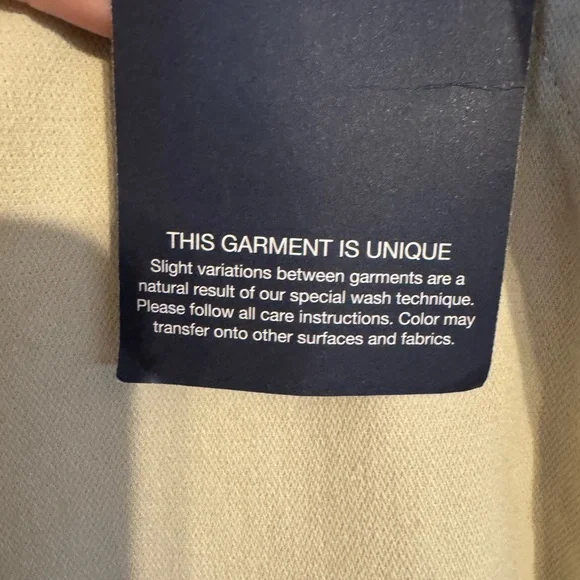 THIS GARMENT IS UNIQUE
Slight variations between garments are a
natural result of our special wash technique.
Please follow all care instructions. Color may
transfer onto other surfaces and fabrics.